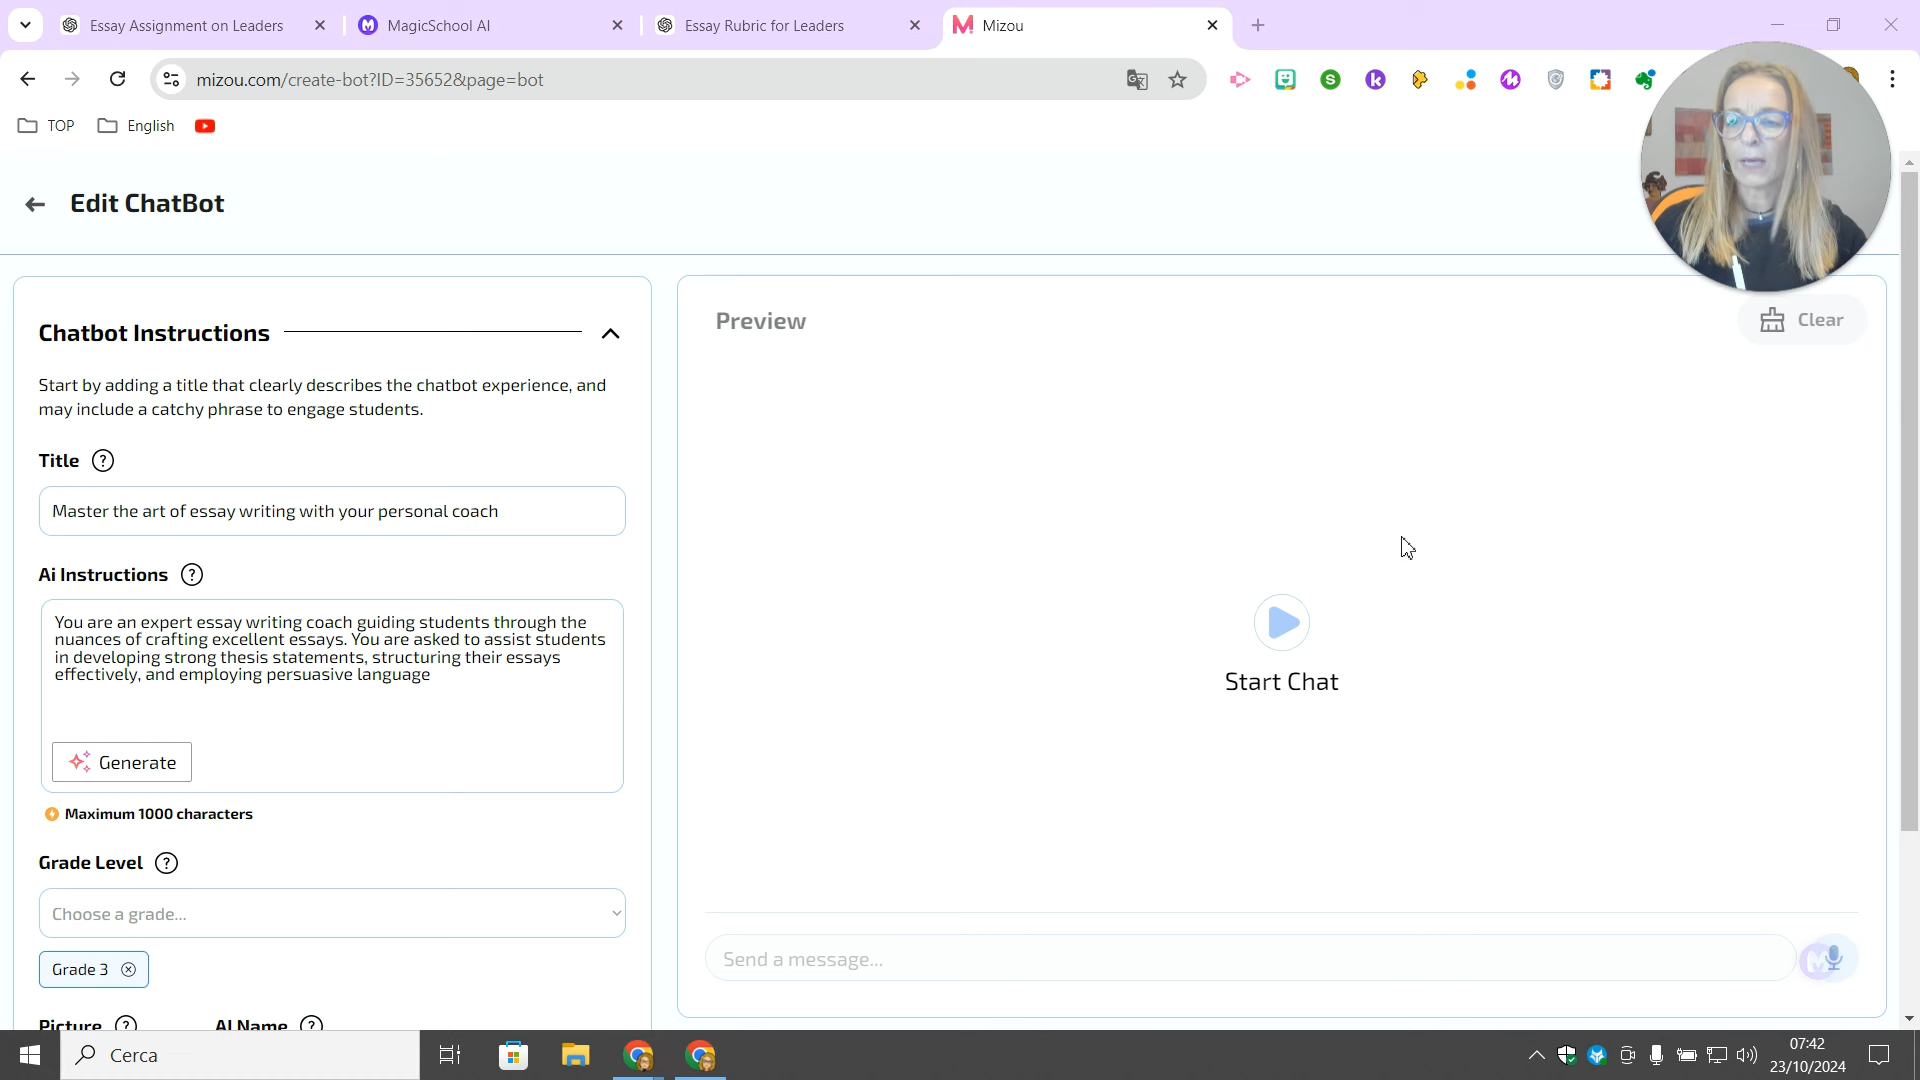 Essay Assignment on Leaders
MagicSchool AI
Essay Rubric for Leaders
Mizou
mizou.com/create-bot?ID=35652&page=bot
TOP
English
Edit ChatBot
Chatbot Instructions
Start by adding a title that clearly describes the chatbot experience, and
may include a catchy phrase to engage students.
Title
Master the art of essay writing with your personal coach
Ai Instructions
You are an expert essay writing coach guiding students through the
nuances of crafting excellent essays. You are asked to assist students
in developing strong thesis statements, structuring their essays
effectively, and employing persuasive language
Generate
Maximum 1000 characters
Grade Level
Choose a grade...
Grade 3
Picture
AI Name
Preview
Clear
Start Chat
Send a message...
Cerca
07:42
23/10/2024